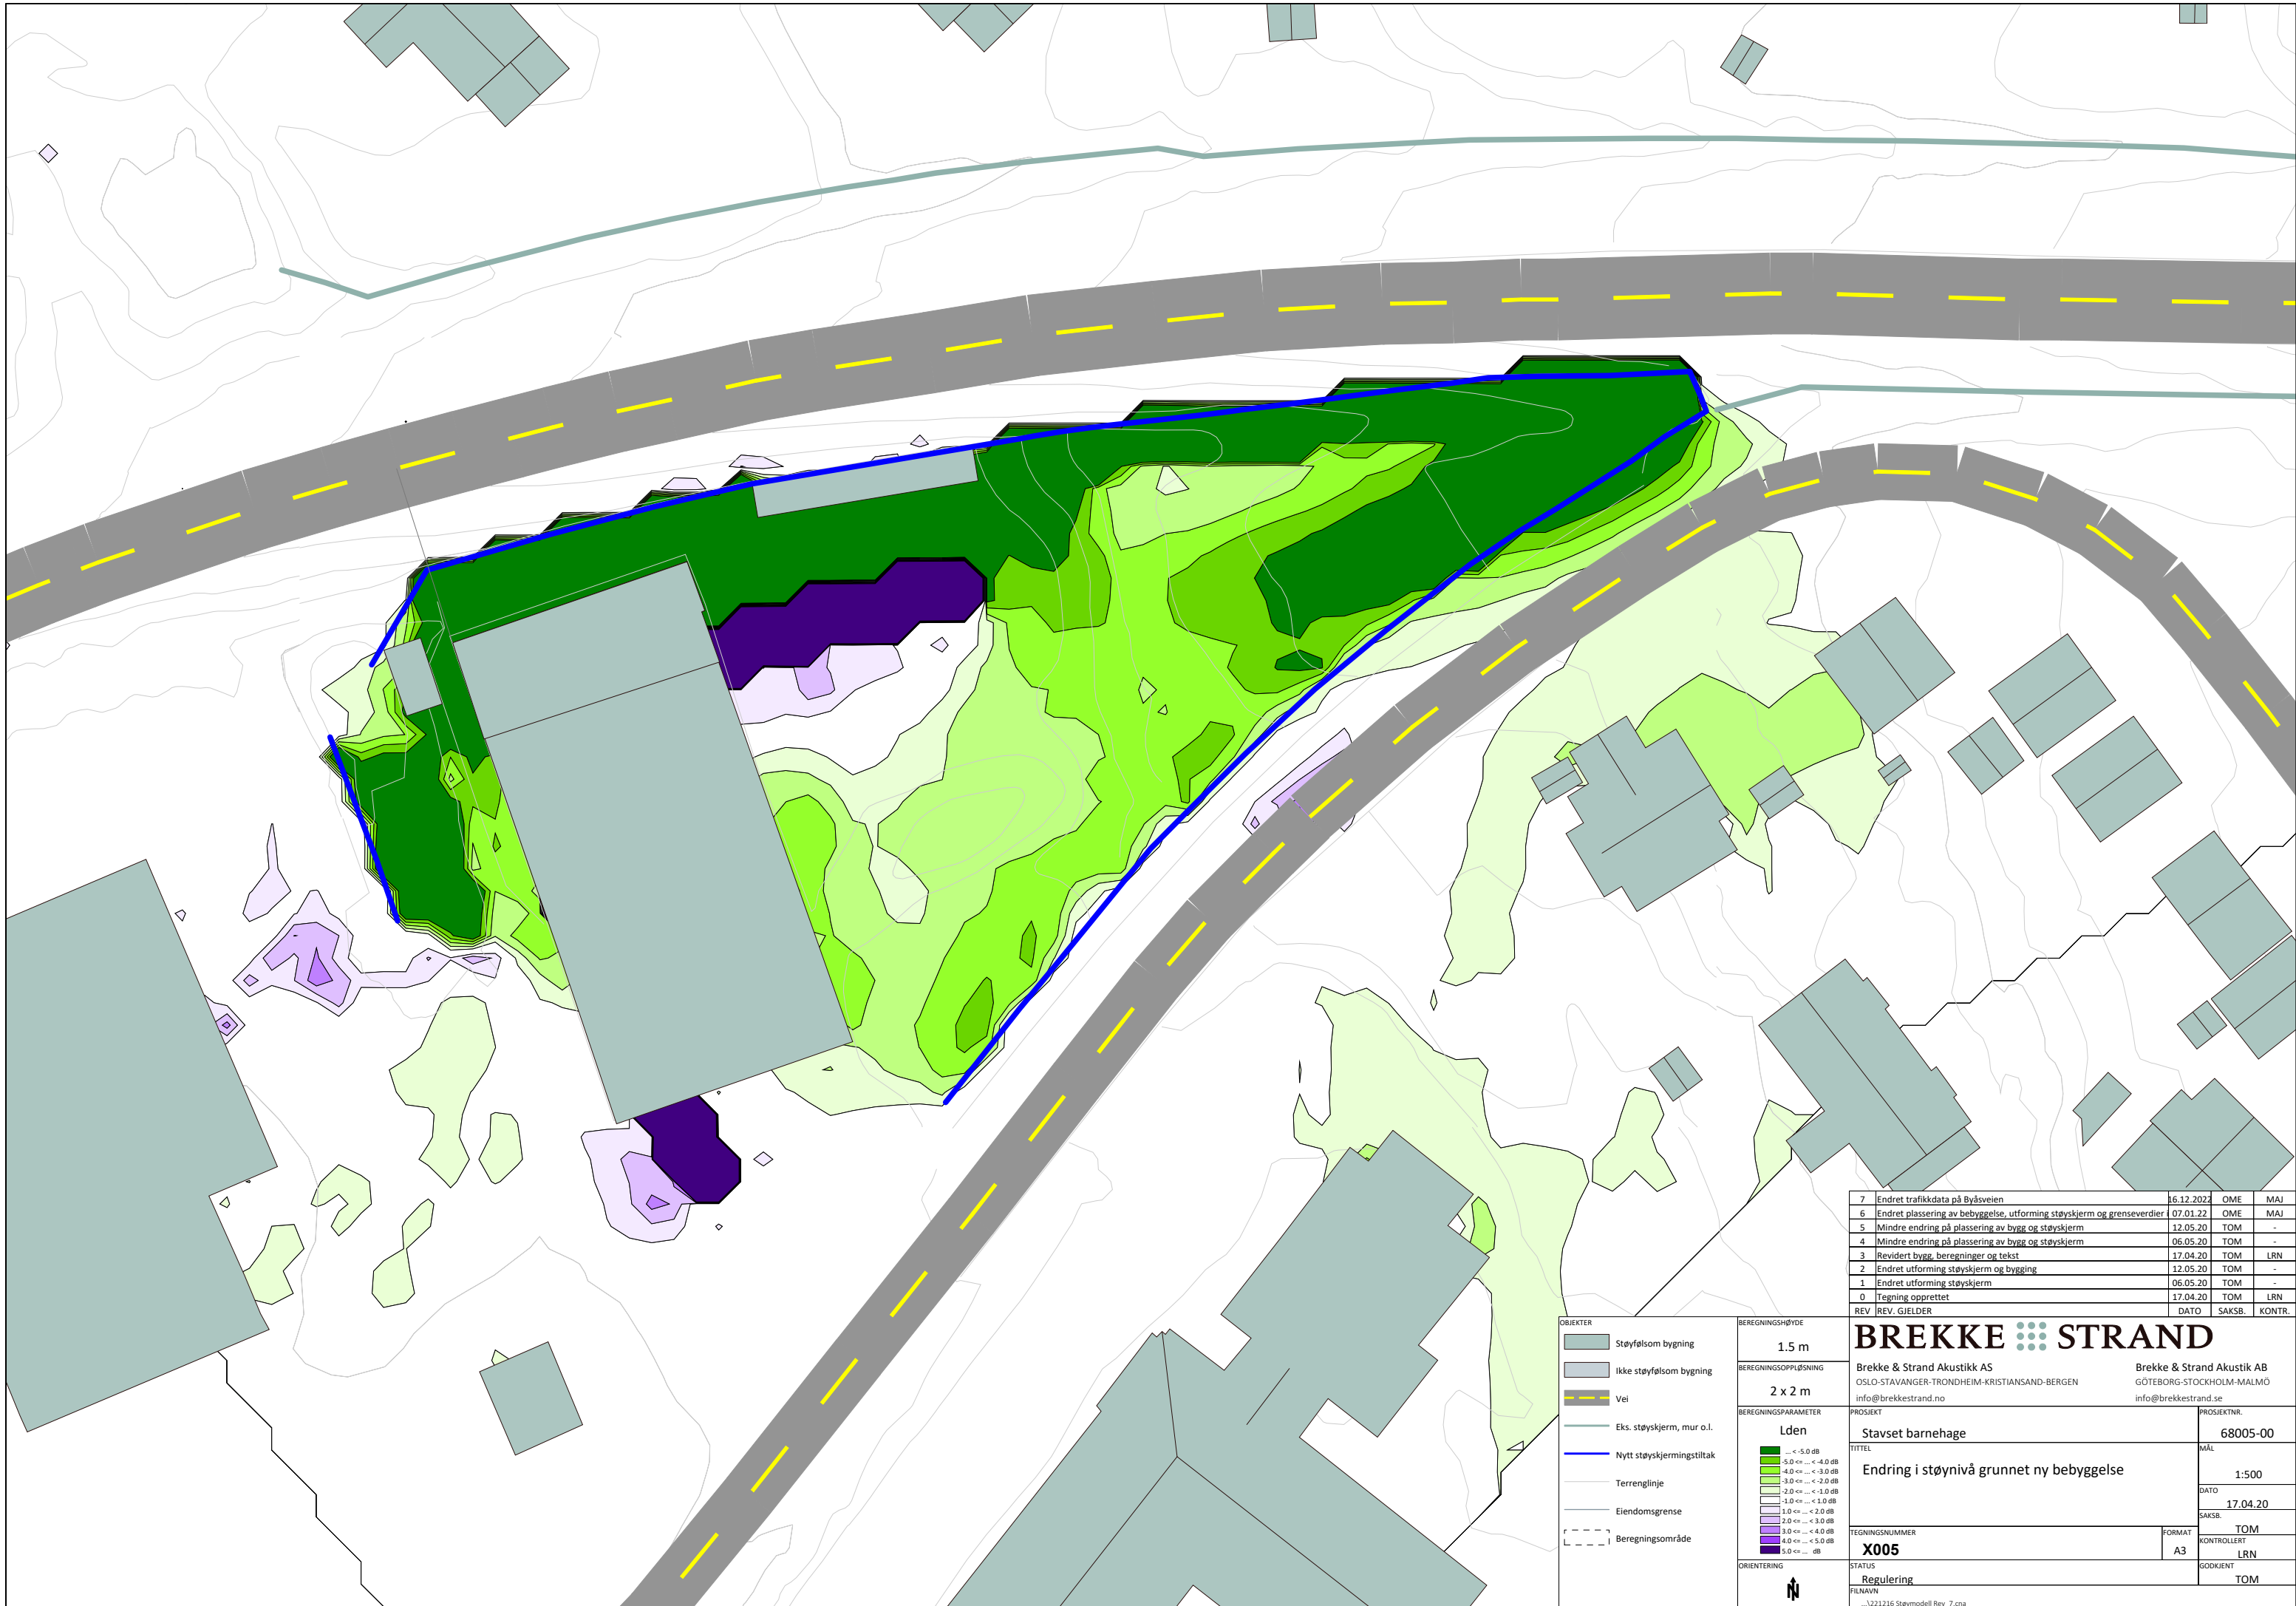 7 Endret trafikkdata på Byåsveien 16.12.2022 OME MAJ
6 Endret plassering av bebyggelse, utforming støyskjerm og grenseverdier i 07.01.22 OME MAJ
5 Mindre endring på plassering av bygg og støyskjerm 12.05.20 TOM -
4 Mindre endring på plassering av bygg og støyskjerm 06.05.20 TOM -
3 Revidert bygg, beregninger og tekst 17.04.20 TOM LRN
2 Endret utforming støyskjerm og bygging 12.05.20 TOM -
1 Endret utforming støyskjerm 06.05.20 TOM -
0 Tegning opprettet 17.04.20 TOM LRN
REV REV. GJELDER DATO SAKSB. KONTR.
OBJEKTER
Støyfølsom bygning
Ikke støyfølsom bygning
Vei
Eks. støyskjerm, mur o.l.
Nytt støyskjermingstiltak
Terrenglinje
Eiendomsgrense
Beregningsområde
BEREGNINGSHØYDE
1.5 m
BEREGNINGSOPPLØSNING
2 x 2 m
BEREGNINGSPARAMETER
Lden
... < -5.0 dB
-5.0 <= ... < -4.0 dB
-4.0 <= ... < -3.0 dB
-3.0 <= ... < -2.0 dB
-2.0 <= ... < -1.0 dB
-1.0 <= ... < 1.0 dB
1.0 <= ... < 2.0 dB
2.0 <= ... < 3.0 dB
3.0 <= ... < 4.0 dB
4.0 <= ... < 5.0 dB
5.0 <= ... dB
ORIENTERING
N
BREKKE STRAND
Brekke & Strand Akustikk AS
OSLO-STAVANGER-TRONDHEIM-KRISTIANSAND-BERGEN
info@brekkestrand.no
Brekke & Strand Akustik AB
GÖTEBORG-STOCKHOLM-MALMÖ
info@brekkestrand.se
PROSJEKT
Stavset barnehage
PROSJEKTNR.
68005-00
TITTEL
Endring i støynivå grunnet ny bebyggelse
MÅL
1:500
DATO
17.04.20
SAKSB.
TOM
TEGNINGSNUMMER
X005
FORMAT
A3
KONTROLLERT
LRN
STATUS
Regulering
GODKJENT
TOM
FILNAVN
...\221216 Støymodell Rev_7.cna